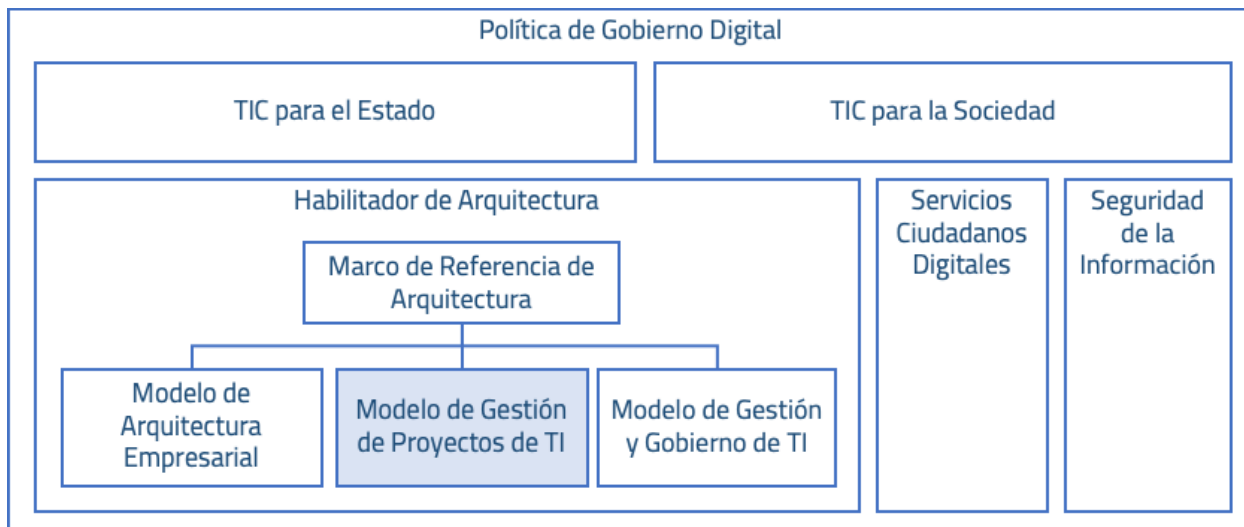 Política de Gobierno Digital
TIC para el Estado
TIC para la Sociedad
Habilitador de Arquitectura
Marco de Referencia de
Arquitectura
Modelo de
Arquitectura
Empresarial
Modelo de Gestión
de Proyectos de TI
Modelo de Gestión
y Gobierno de TI
Servicios
Ciudadanos
Digitales
Seguridad
de la
Información